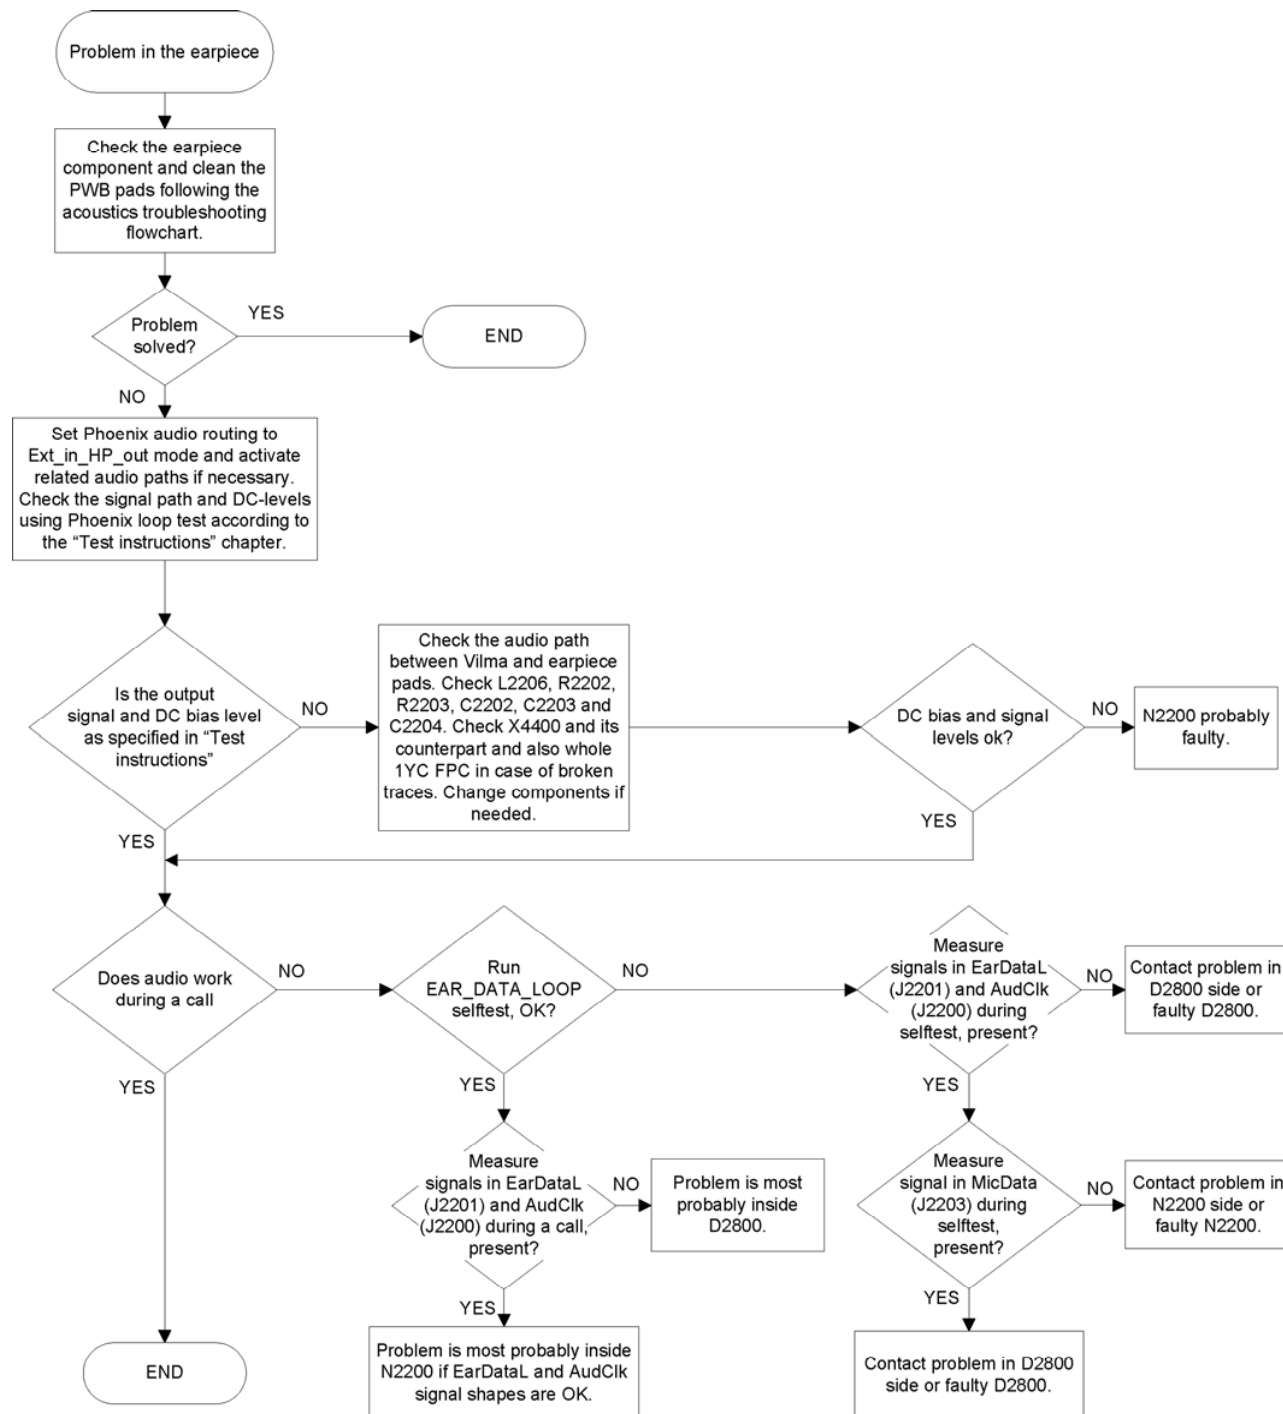 Problem in the earpiece
Check the earpiece
component and clean the
PWB pads following the
acoustics troubleshooting
flowchart.
Problem
solved?
YES
END
NO
Set Phoenix audio routing to
Ext_in_HP_out mode and activate
related audio paths if necessary.
Check the signal path and DC-levels
using Phoenix loop test according to
the “Test instructions” chapter.
Is the output
signal and DC bias level
as specified in “Test
instructions”
NO
Check the audio path
between Vilma and earpiece
pads. Check L2206, R2202,
R2203, C2202, C2203 and
C2204. Check X4400 and its
counterpart and also whole
1YC FPC in case of broken
traces. Change components if
needed.
DC bias and signal
levels ok?
NO
N2200 probably
faulty.
YES
YES
Does audio work
during a call
NO
Run
EAR_DATA_LOOP
selftest, OK?
NO
Measure
signals in EarDataL
(J2201) and AudClk
(J2200) during
selftest, present?
NO
Contact problem in
D2800 side or
faulty D2800.
YES
YES
YES
Measure
signals in EarDataL
(J2201) and AudClk
(J2200) during a call,
present?
NO
Problem is most
probably inside
D2800.
Measure
signal in MicData
(J2203) during
selftest,
present?
NO
Contact problem in
N2200 side or
faulty N2200.
YES
YES
END
Problem is most probably inside
N2200 if EarDataL and AudClk
signal shapes are OK.
Contact problem in D2800
side or faulty D2800.